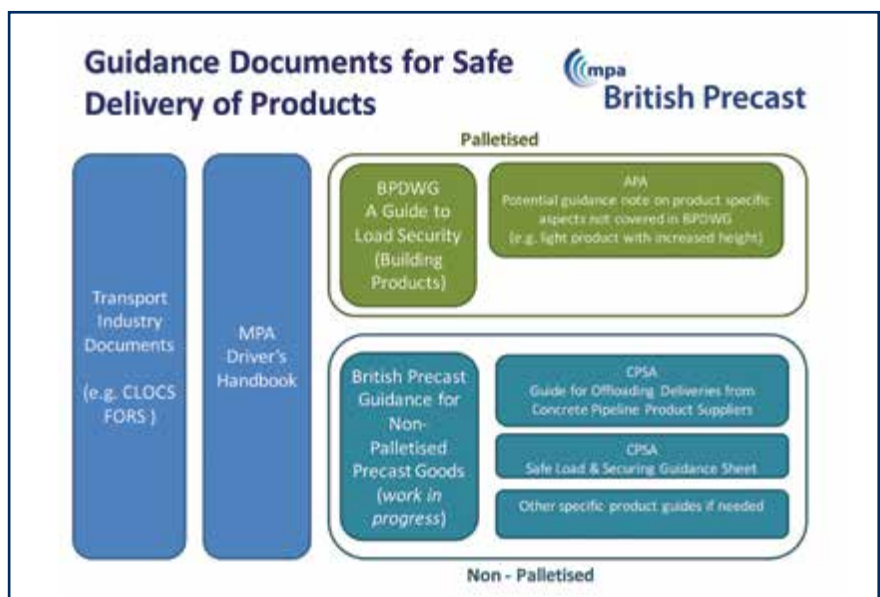 Guidance Documents for Safe
Delivery of Products
mpa
British Precast
Palletised
Transport
Industry
Documents
(e.g. CLOCS
FORS )
MPA
Driver's
Handbook
BPDWG
A Guide to
Load Security
(Building
Products)
APA
Potential guidance note on product specific
aspects not covered in BPDWG
(e.g. light product with increased height)
British Precast
Guidance for
Non-
Palletised
Precast Goods
(work in
progress)
CPSA
Guide for Offloading Deliveries from
Concrete Pipeline Product Suppliers
CPSA
Safe Load & Securing Guidance Sheet
Other specific product guides if needed
Non - Palletised